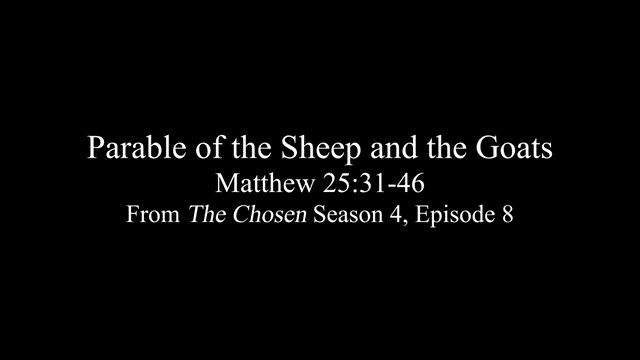 Parable of the Sheep and the Goats
Matthew 25:31-46
From The Chosen Season 4, Episode 8